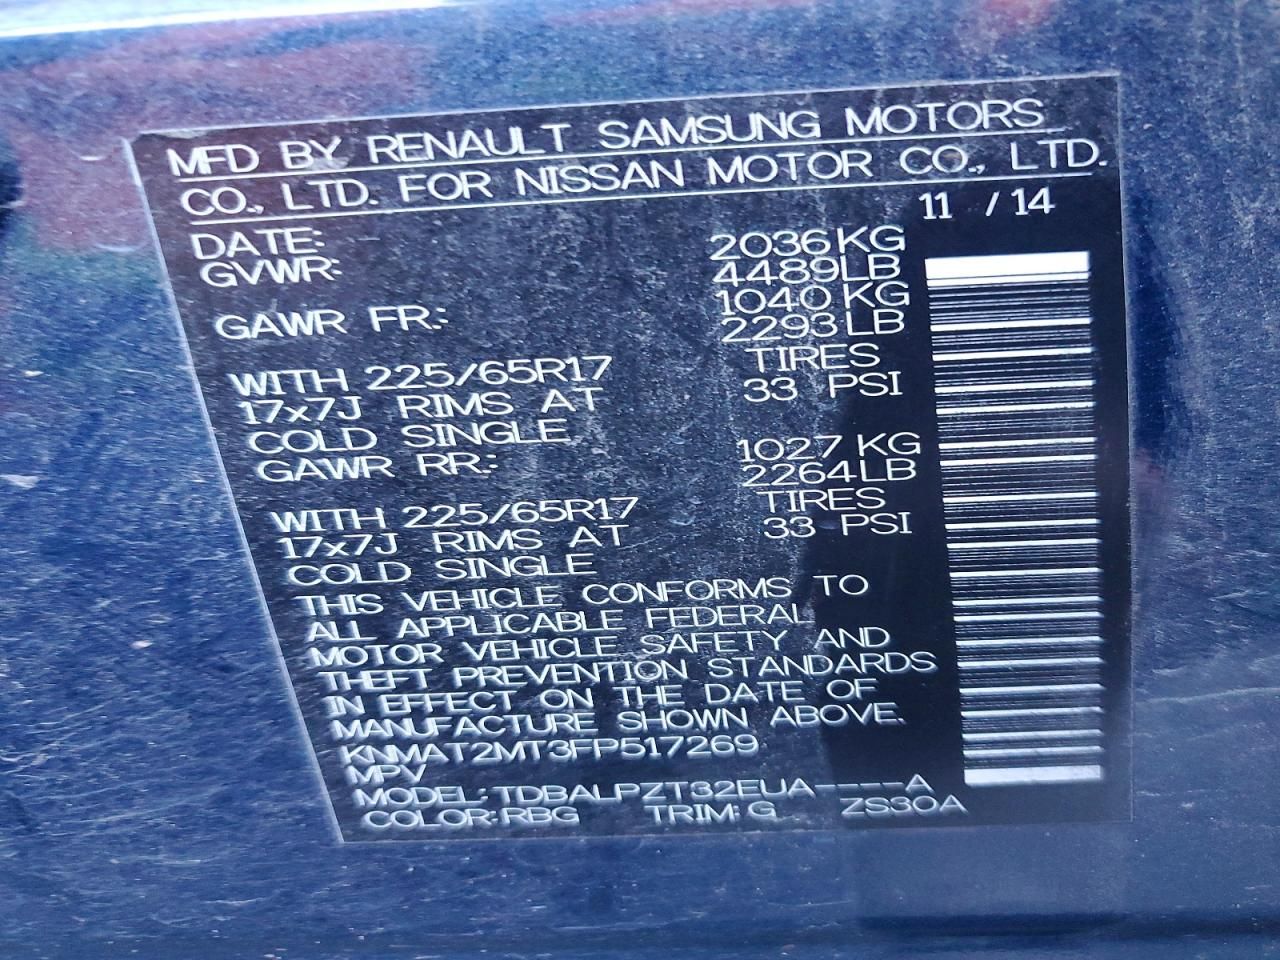 MFD BY RENAULT SAMSUNG MOTORS
CO., LTD. FOR NISSAN MOTOR CO., LTD.
DATE: 11 / 14
GVWR: 2036 KG
4489 LB
GAWR FR.: 1040 KG
2293 LB
WITH 225/65R17 TIRES
17x7J RIMS AT 33 PSI
COLD SINGLE
GAWR RR.: 1027 KG
2264 LB
WITH 225/65R17 TIRES
17x7J RIMS AT 33 PSI
COLD SINGLE
THIS VEHICLE CONFORMS TO
ALL APPLICABLE FEDERAL
MOTOR VEHICLE SAFETY AND
THEFT PREVENTION STANDARDS
IN EFFECT ON THE DATE OF
MANUFACTURE SHOWN ABOVE.
KNMAT2MT3FP517269
MPV
MODEL: TDBALPZT32EUA----A
COLOR: RBG TRIM: G ZS30A